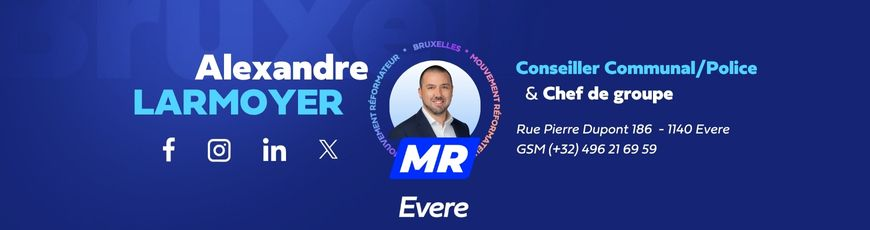 Bruxelles
Alexandre
LARMOYER
MOUVEMENT RÉFORMATEUR * BRUXELLES * MOUVEMENT RÉFORMATEUR
MR
Evere
Conseiller Communal/Police
& Chef de groupe
Rue Pierre Dupont 186 - 1140 Evere
GSM (+32) 496 21 69 59